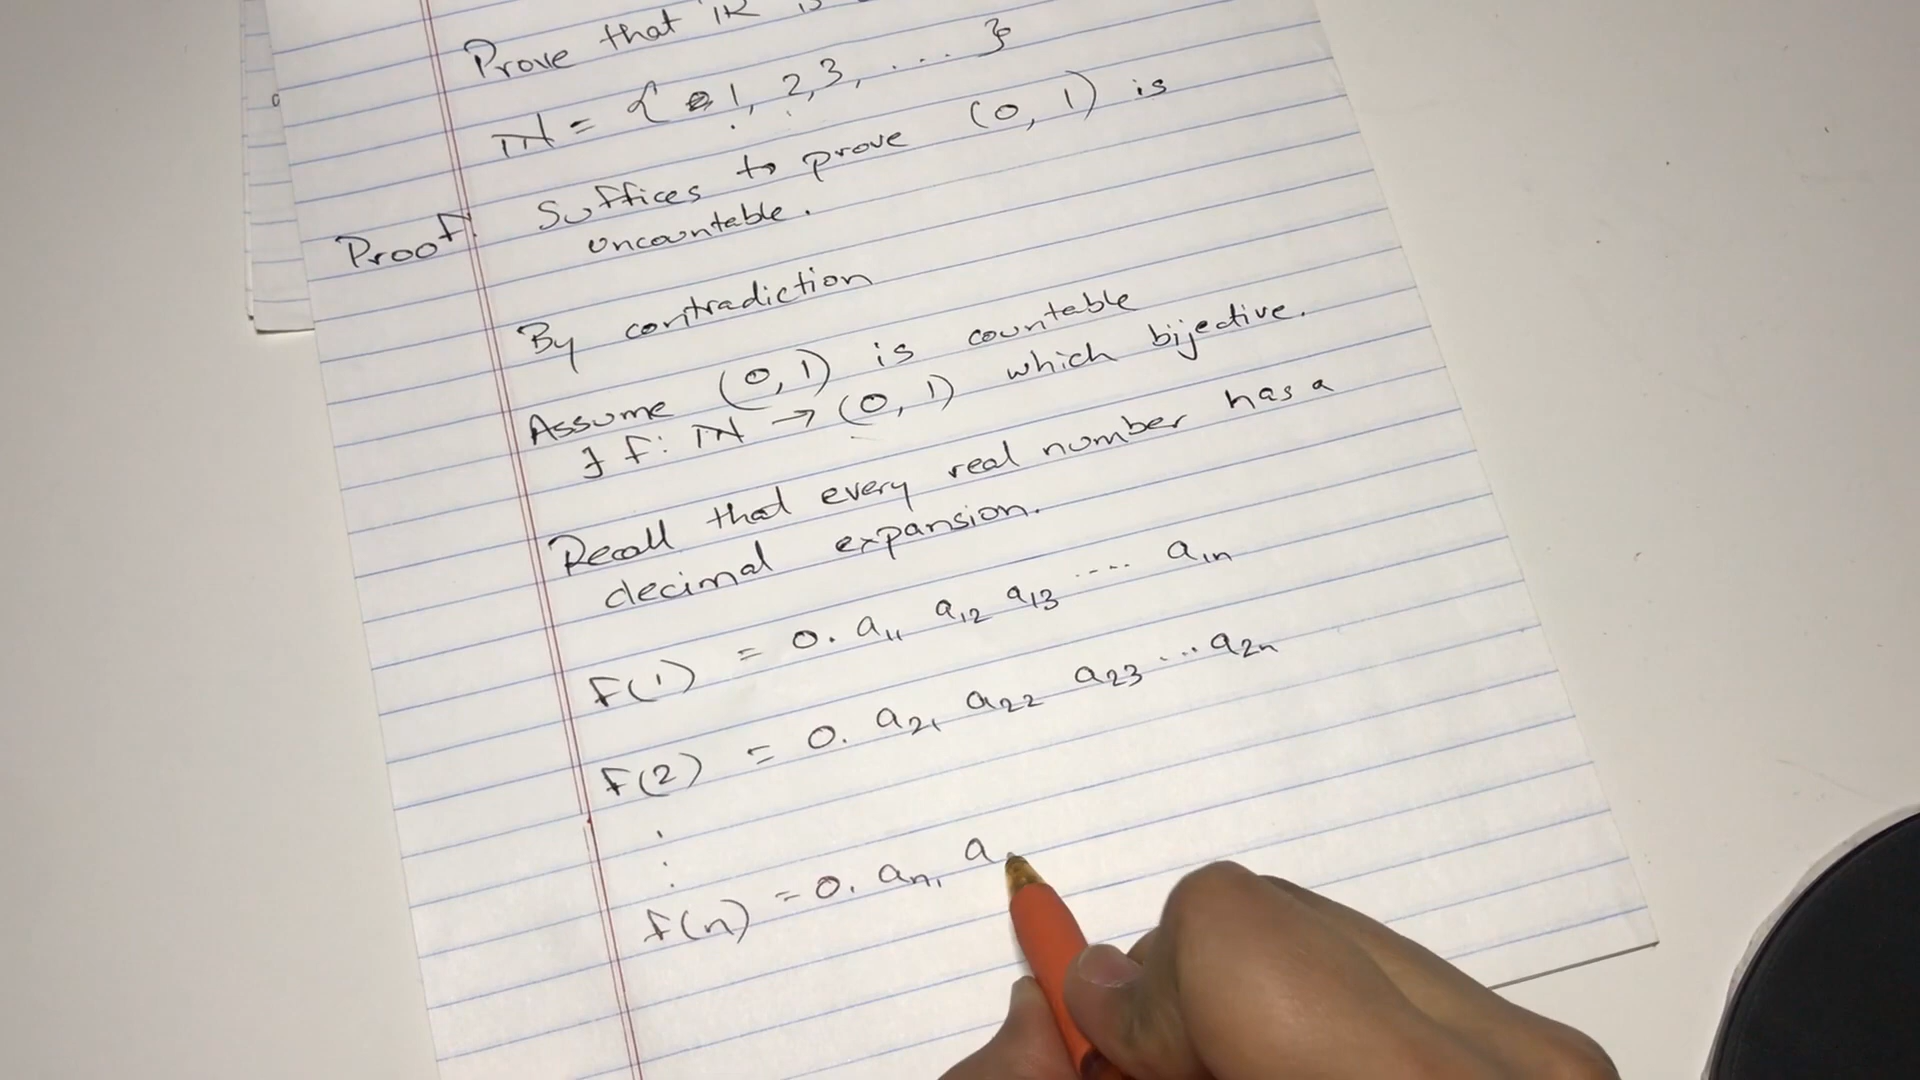 Prove that ℝ is
ℕ = { 1, 2, 3, .... }
Proof: Suffices to prove (0, 1) is
uncountable.
By contradiction
Assume (0, 1) is countable
∃ f: ℕ → (0, 1) which bijective.
Recall that every real number has a
decimal expansion.
f(1) = 0. a₁₁ a₁₂ a₁₃ .... a₁ₙ
f(2) = 0. a₂₁ a₂₂ a₂₃ ... a₂ₙ
:
f(n) = 0. aₙ₁ a